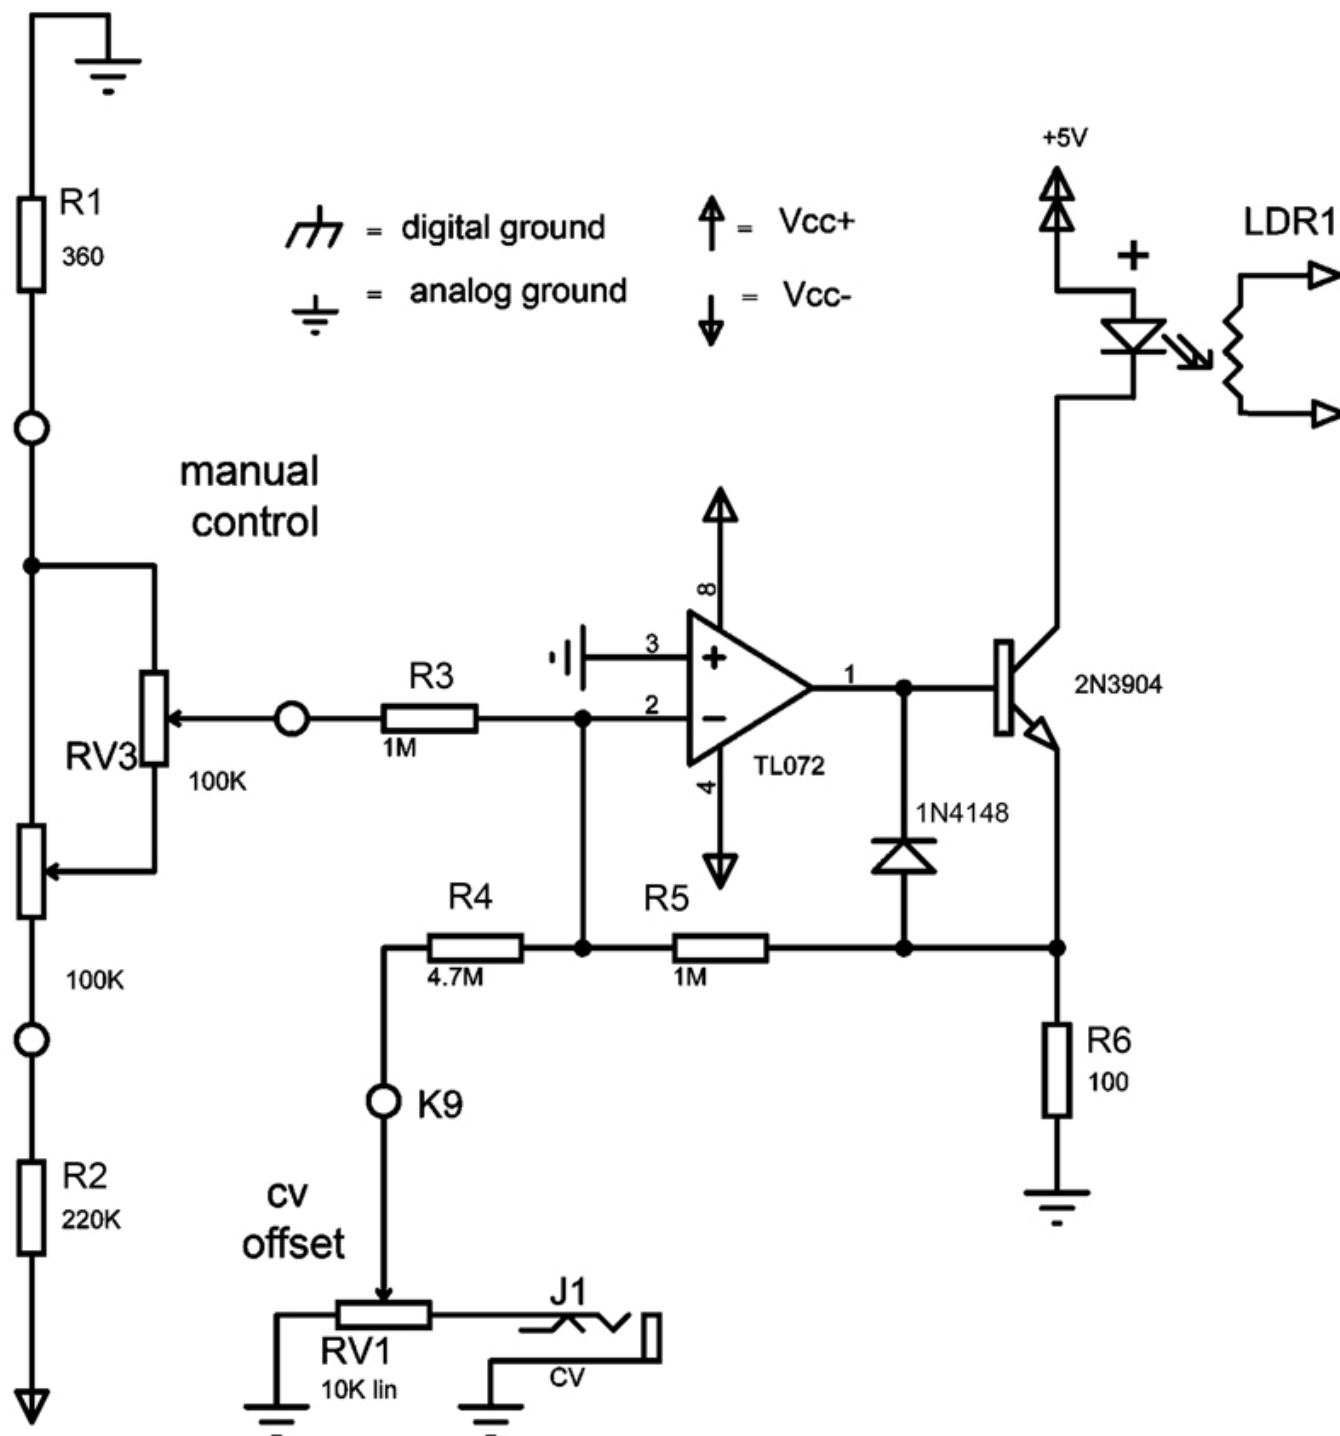 R1
360
= digital ground
= analog ground
= Vcc+
= Vcc-
+5V
+
LDR1
manual
control
8
3
+
2
−
1
4
TL072
2N3904
R3
1M
RV3
100K
1N4148
R4
4.7M
R5
1M
100K
R6
100
K9
R2
220K
cv
offset
J1
RV1
10K lin
CV